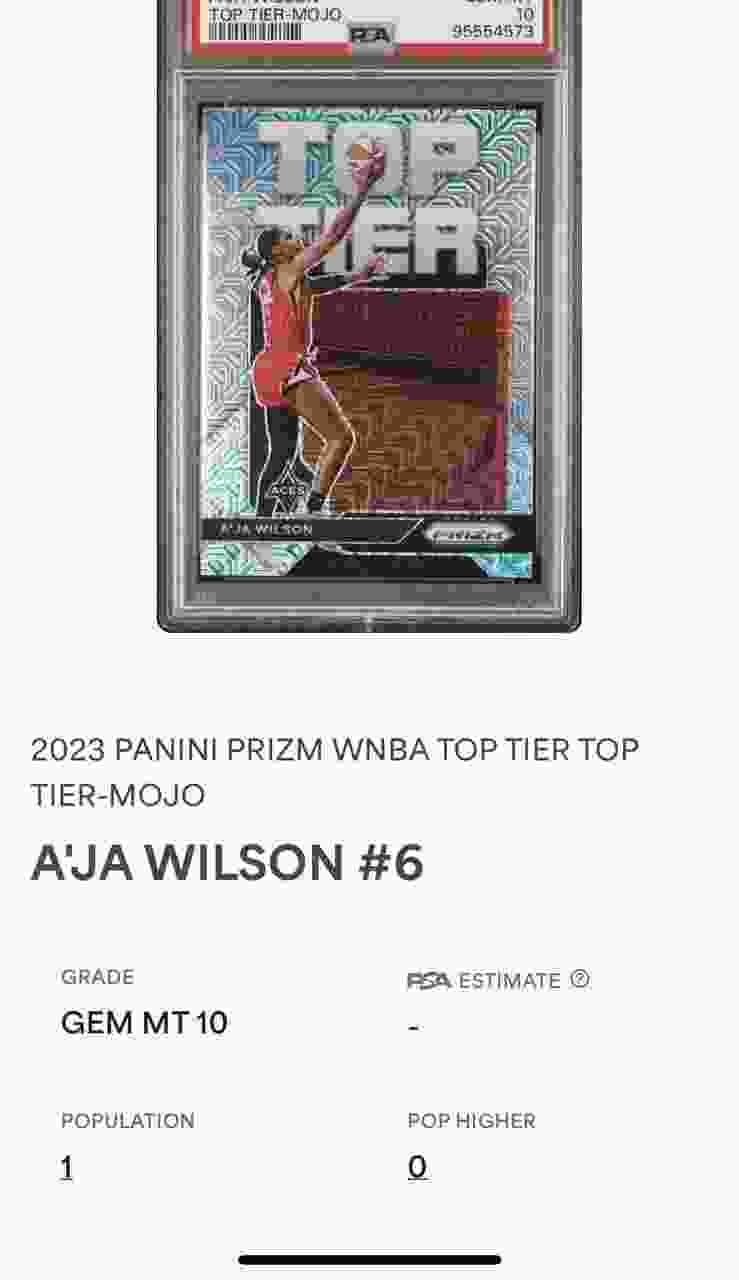 TOP TIER-MOJO
10
PSA
95554573
TOP
TIER
ACES
A'JA WILSON
PRIZM
2023 PANINI PRIZM WNBA TOP TIER TOP
TIER-MOJO
A'JA WILSON #6
GRADE
PSA ESTIMATE ?
GEM MT 10
-
POPULATION
POP HIGHER
1
0